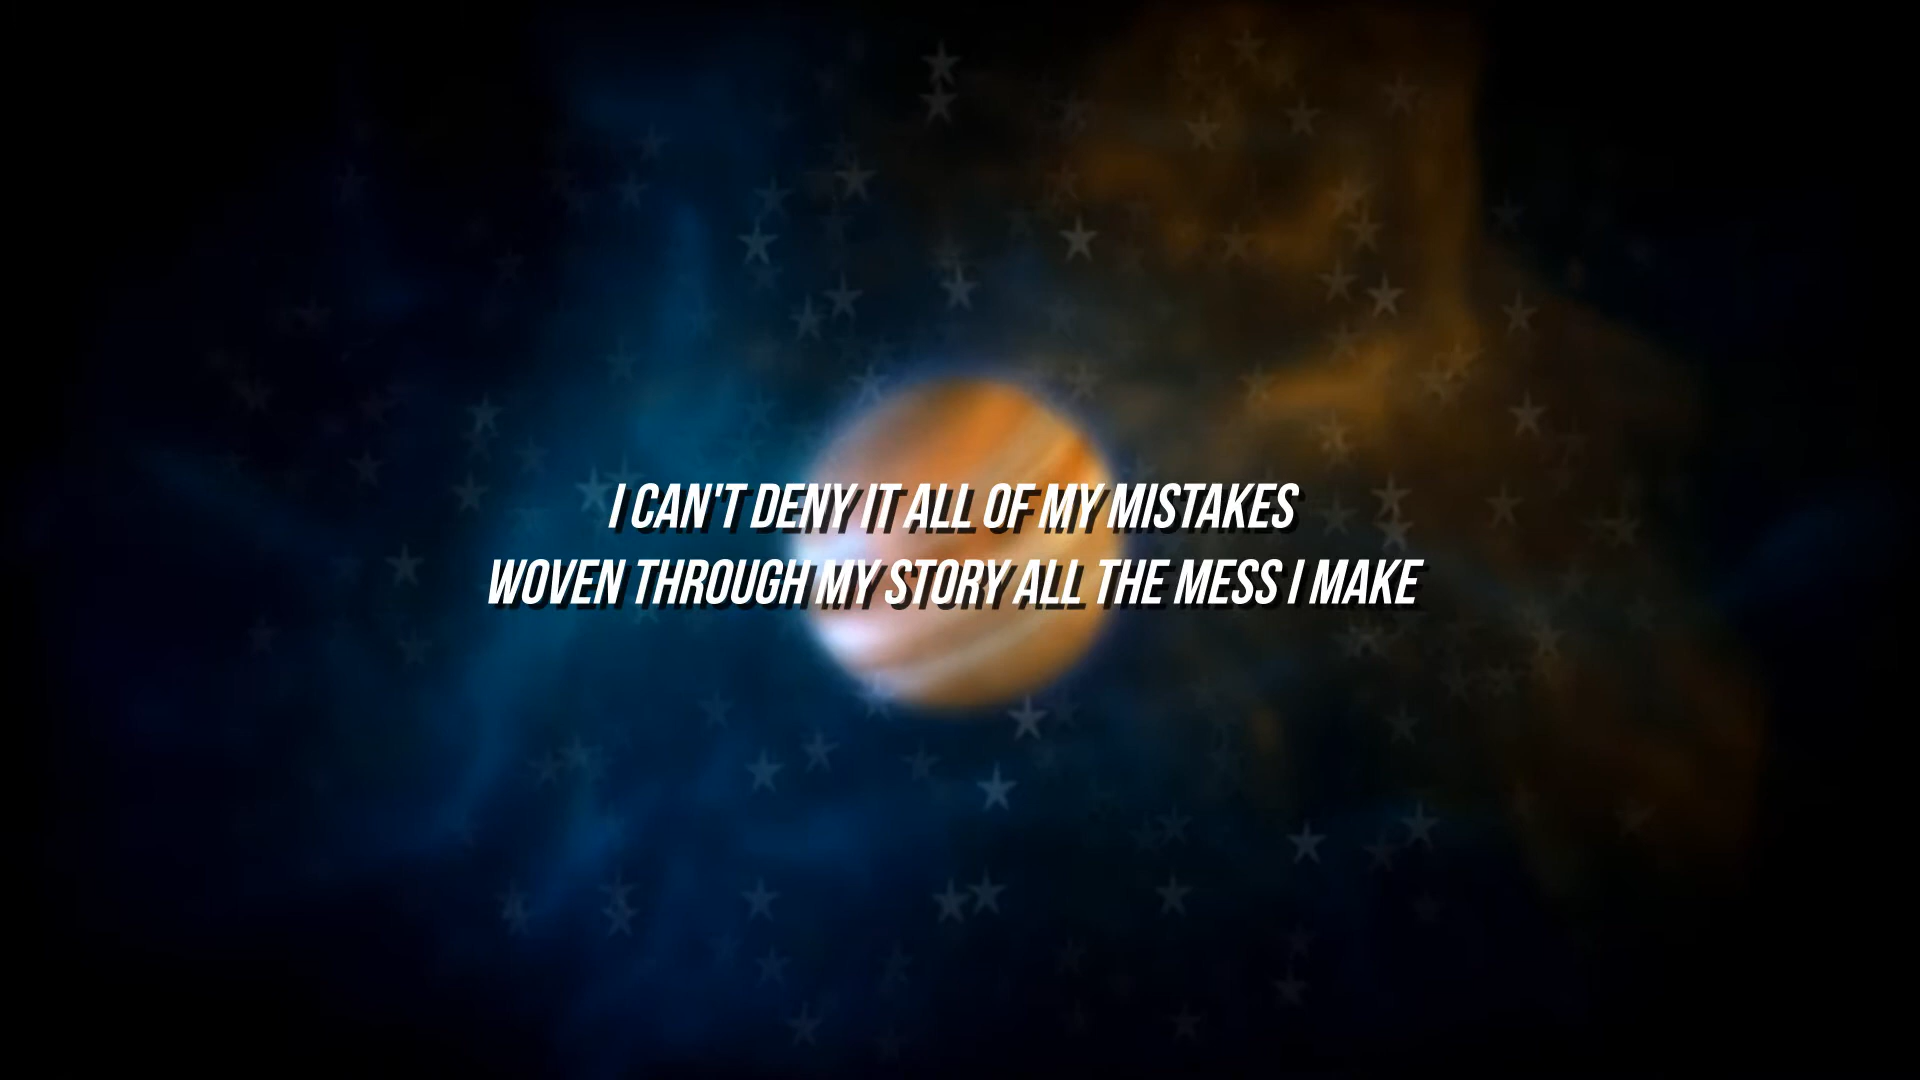 I CAN'T DENY IT ALL OF MY MISTAKES
WOVEN THROUGH MY STORY ALL THE MESS I MAKE